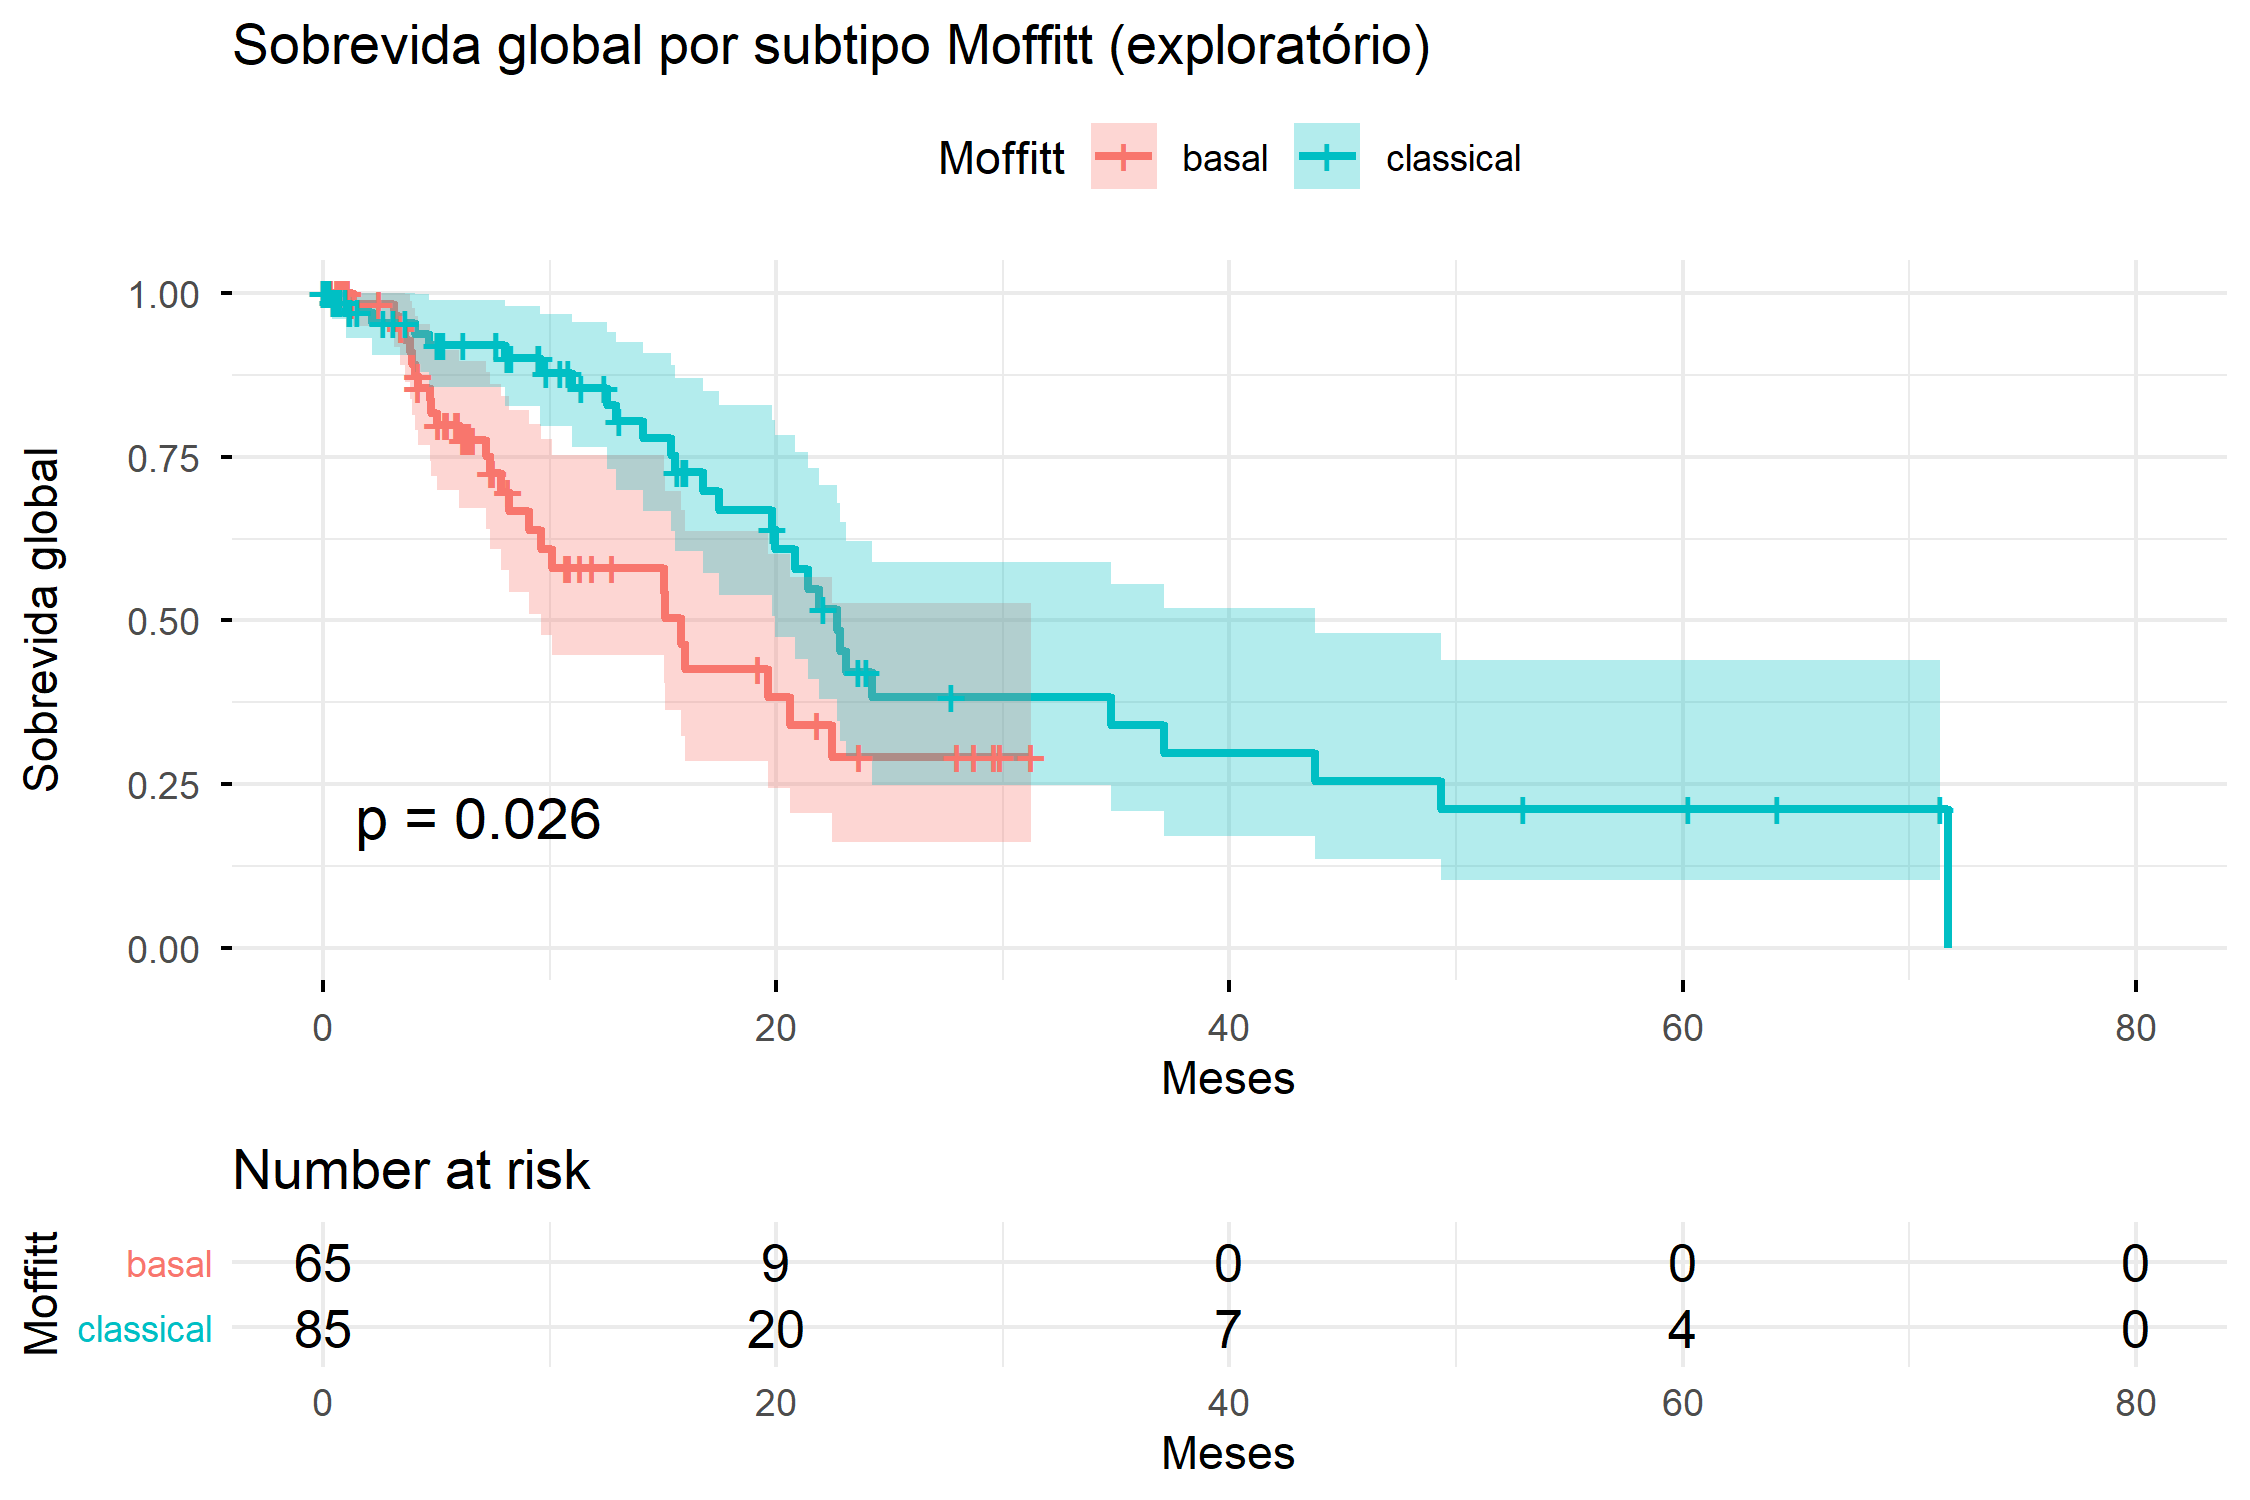 Sobrevida global por subtipo Moffitt (exploratório)
Moffitt basal classical
Sobrevida global
1.00
0.75
0.50
0.25
0.00
p = 0.026
0 20 40 60 80
Meses
Number at risk
Moffitt
basal 65 9 0 0 0
classical 85 20 7 4 0
0 20 40 60 80
Meses